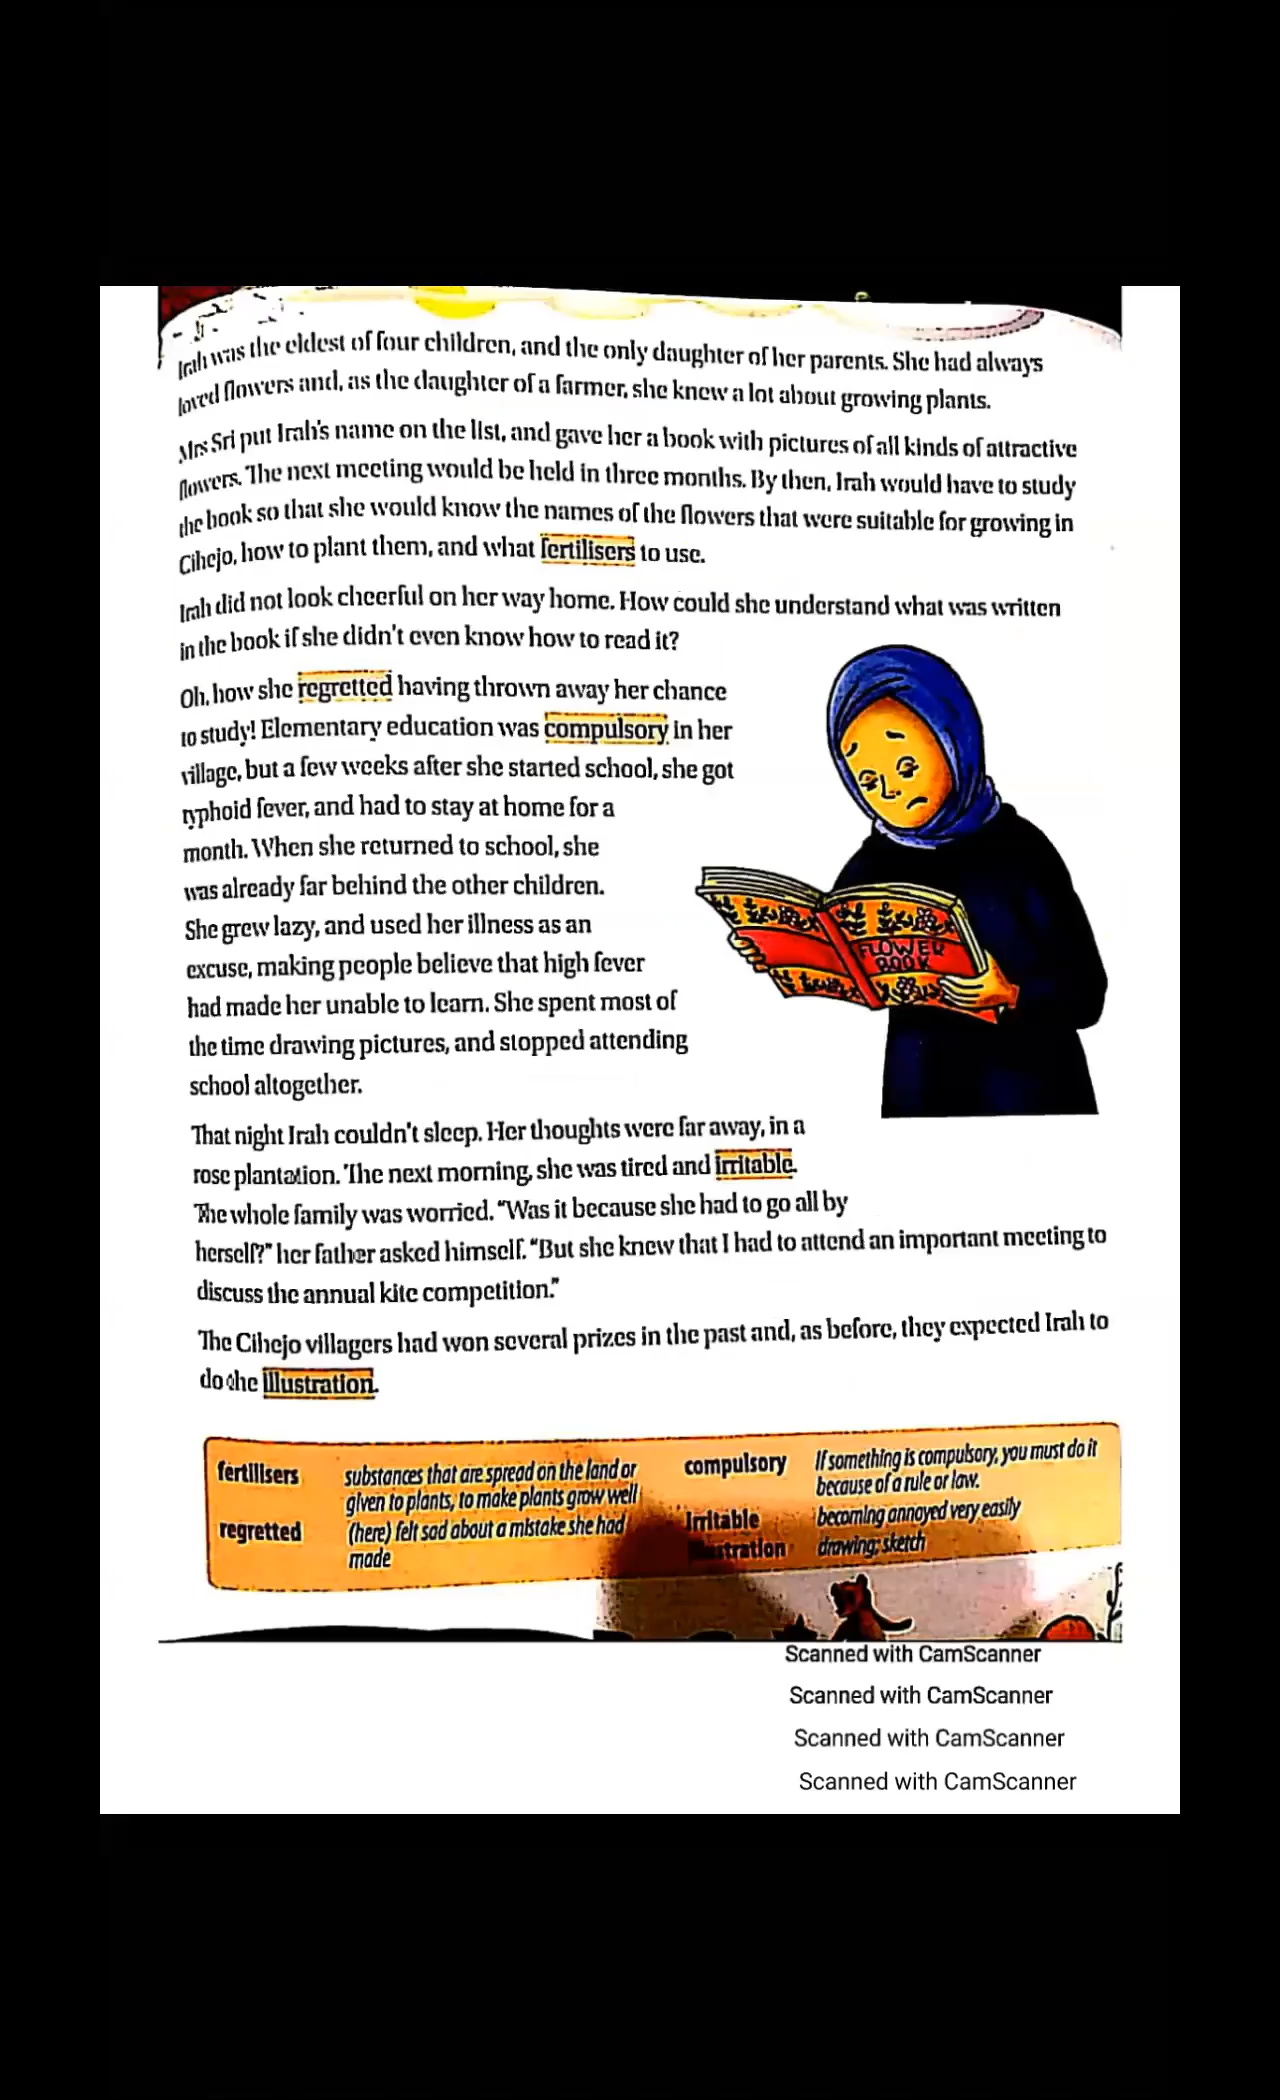 Irah was the eldest of four children, and the only daughter of her parents. She had always
loved flowers and, as the daughter of a farmer, she knew a lot about growing plants.
Mrs Sri put Irah's name on the list, and gave her a book with pictures of all kinds of attractive
flowers. The next meeting would be held in three months. By then, Irah would have to study
the book so that she would know the names of the flowers that were suitable for growing in
Cihejo, how to plant them, and what fertilisers to use.
Irah did not look cheerful on her way home. How could she understand what was written
in the book if she didn't even know how to read it?
Oh, how she regretted having thrown away her chance
to study! Elementary education was compulsory in her
village, but a few weeks after she started school, she got
typhoid fever, and had to stay at home for a
month. When she returned to school, she
was already far behind the other children.
She grew lazy, and used her illness as an
excuse, making people believe that high fever
had made her unable to learn. She spent most of
the time drawing pictures, and stopped attending
school altogether.
FLOWER
BOOK
That night Irah couldn't sleep. Her thoughts were far away, in a
rose plantation. The next morning, she was tired and irritable.
The whole family was worried. "Was it because she had to go all by
herself?" her father asked himself. "But she knew that I had to attend an important meeting to
discuss the annual kite competition."
The Cihejo villagers had won several prizes in the past and, as before, they expected Irah to
do the illustration.
fertilisers substances that are spread on the land or
given to plants, to make plants grow well
regretted (here) felt sad about a mistake she had
made
compulsory If something is compulsory, you must do it
because of a rule or law.
Irritable becoming annoyed very easily
illustration drawing; sketch
Scanned with CamScanner
Scanned with CamScanner
Scanned with CamScanner
Scanned with CamScanner